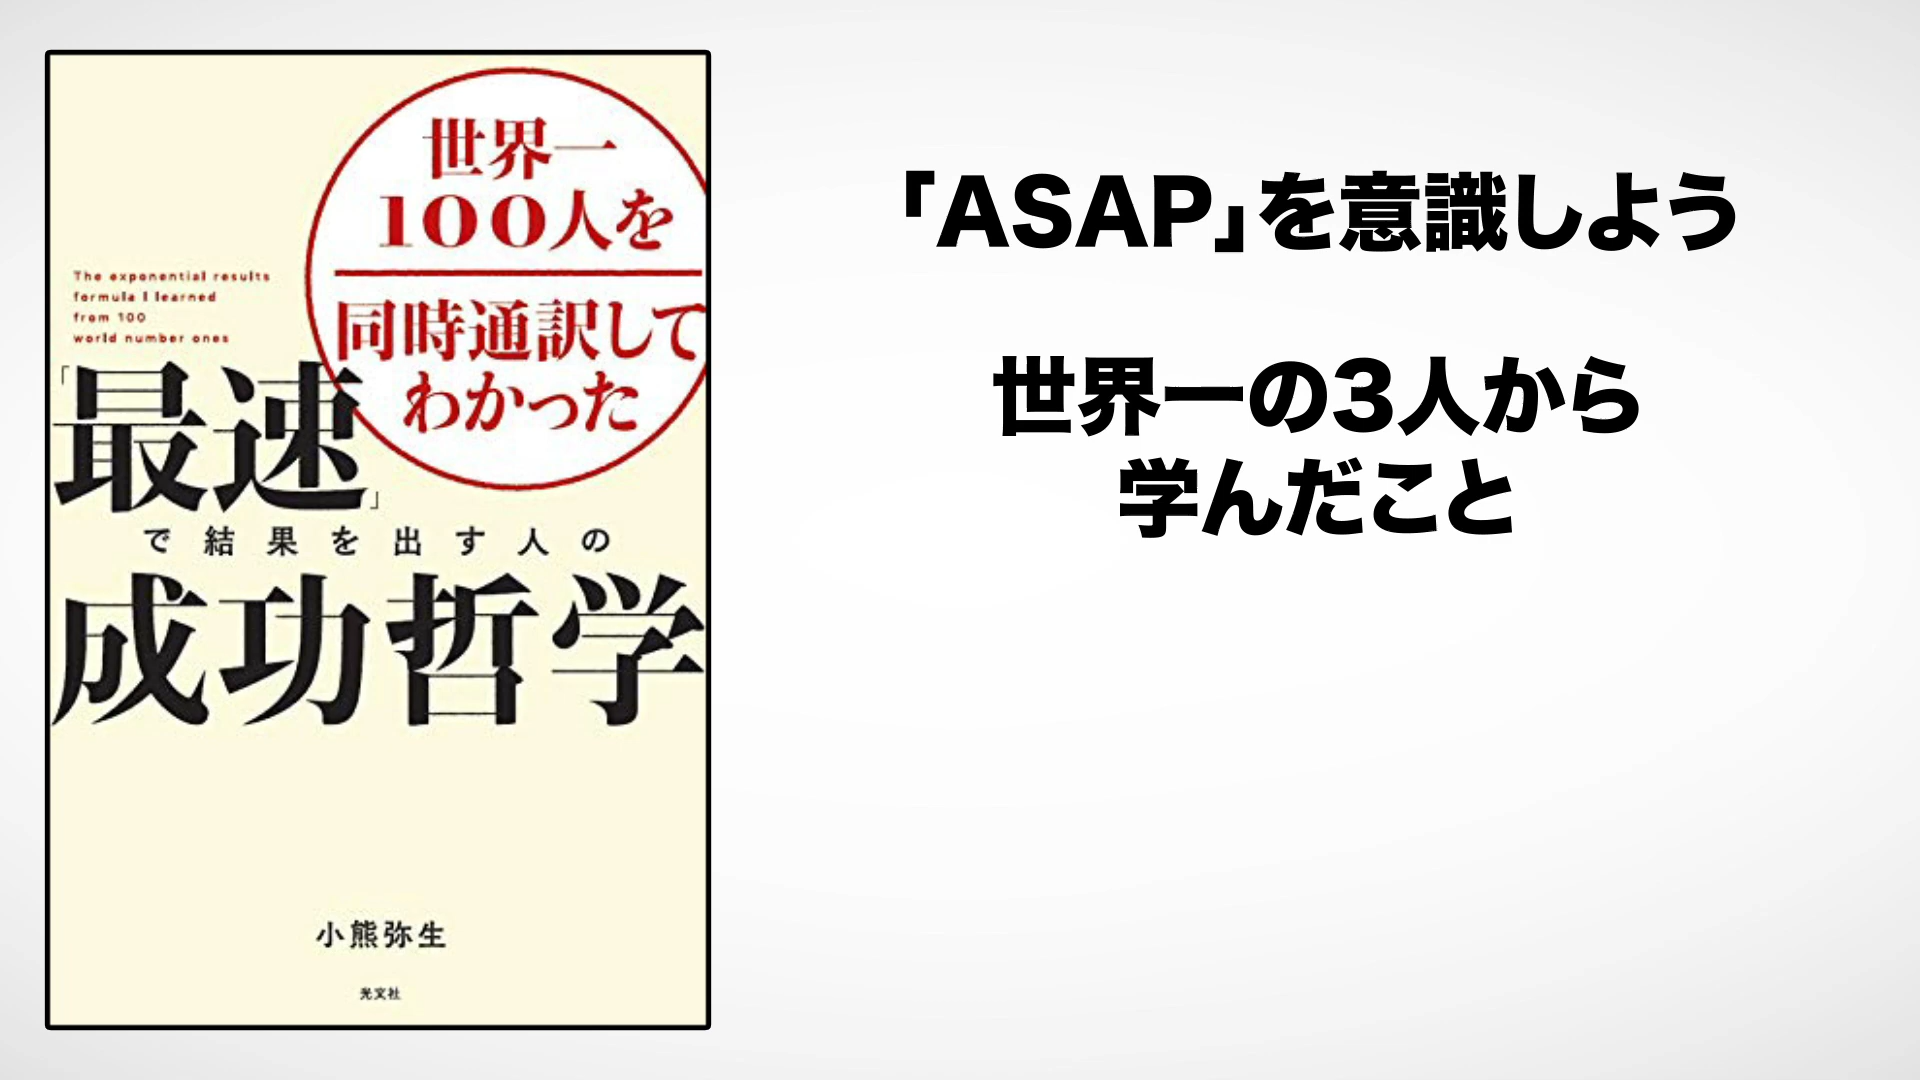 世界一
100人を
同時通訳して
わかった
The exponential results
formula I learned
from 100
world number ones
「最速」
で結果を出す人の
成功哲学
小熊弥生
光文社
「ASAP」を意識しよう
世界一の3人から
学んだこと